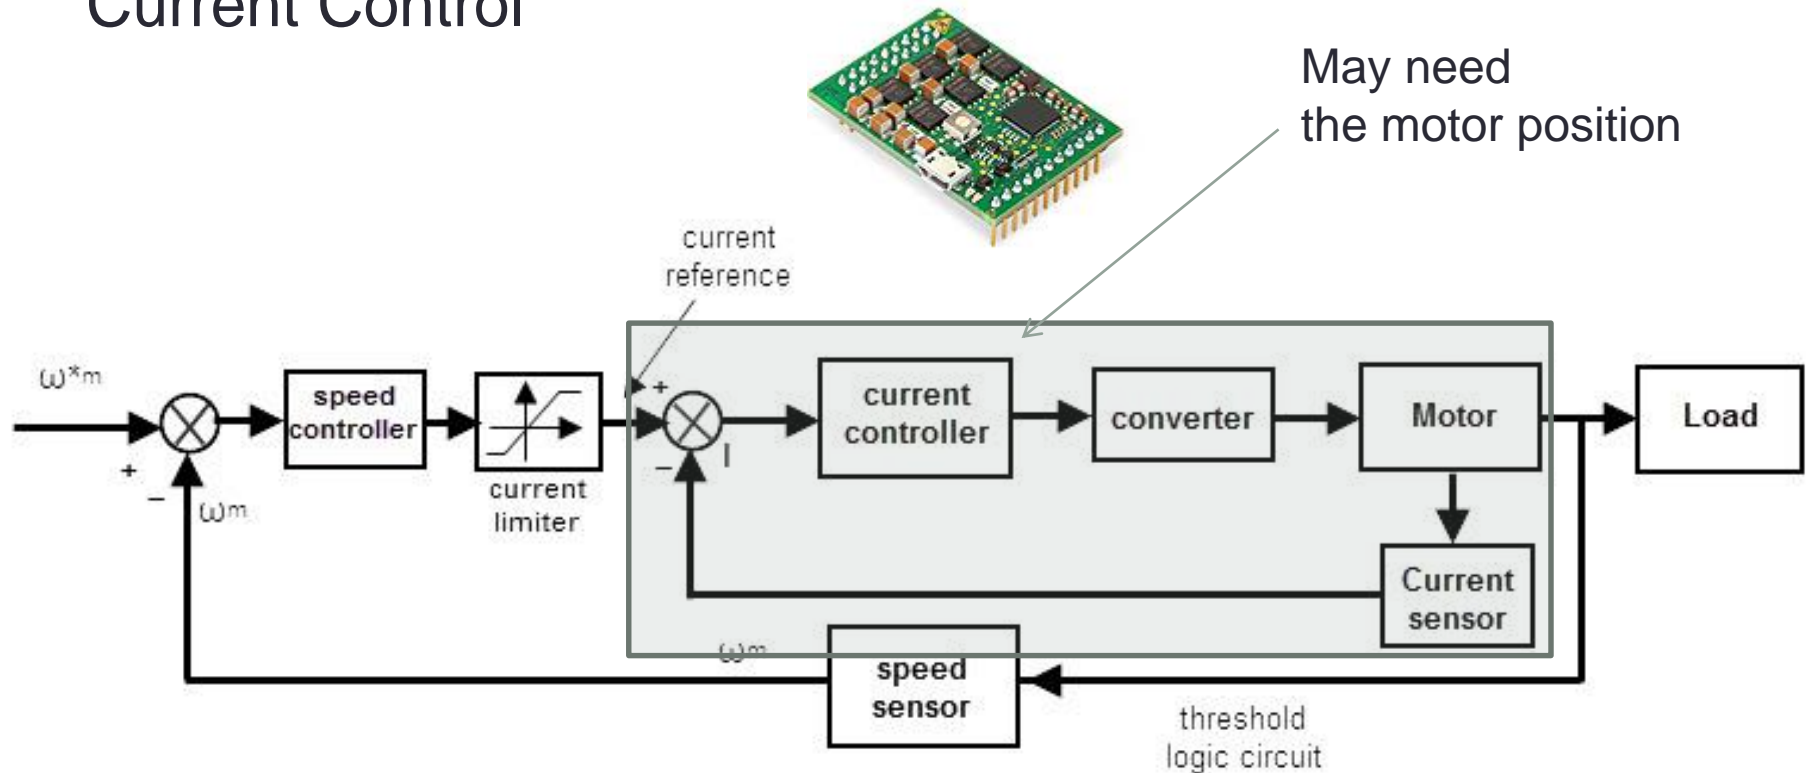 Current Control
May need
the motor position
current
reference
ω*m
+
−
ωm
speed
controller
current
limiter
+
−
I
current
controller
converter
Motor
Load
Current
sensor
ωm
speed
sensor
threshold
logic circuit